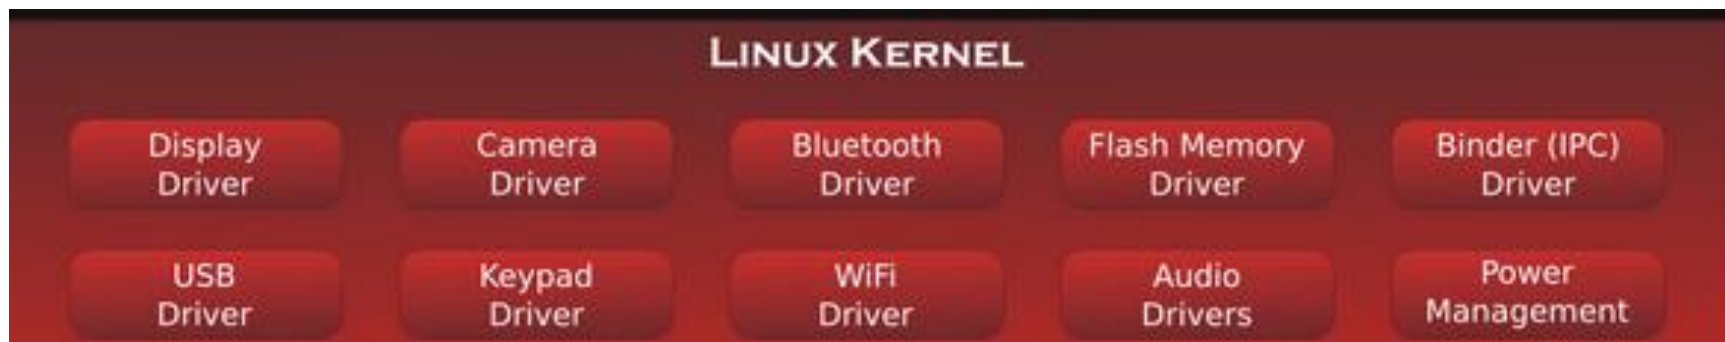 LINUX KERNEL
Display
Driver
Camera
Driver
Bluetooth
Driver
Flash Memory
Driver
Binder (IPC)
Driver
USB
Driver
Keypad
Driver
WiFi
Driver
Audio
Drivers
Power
Management